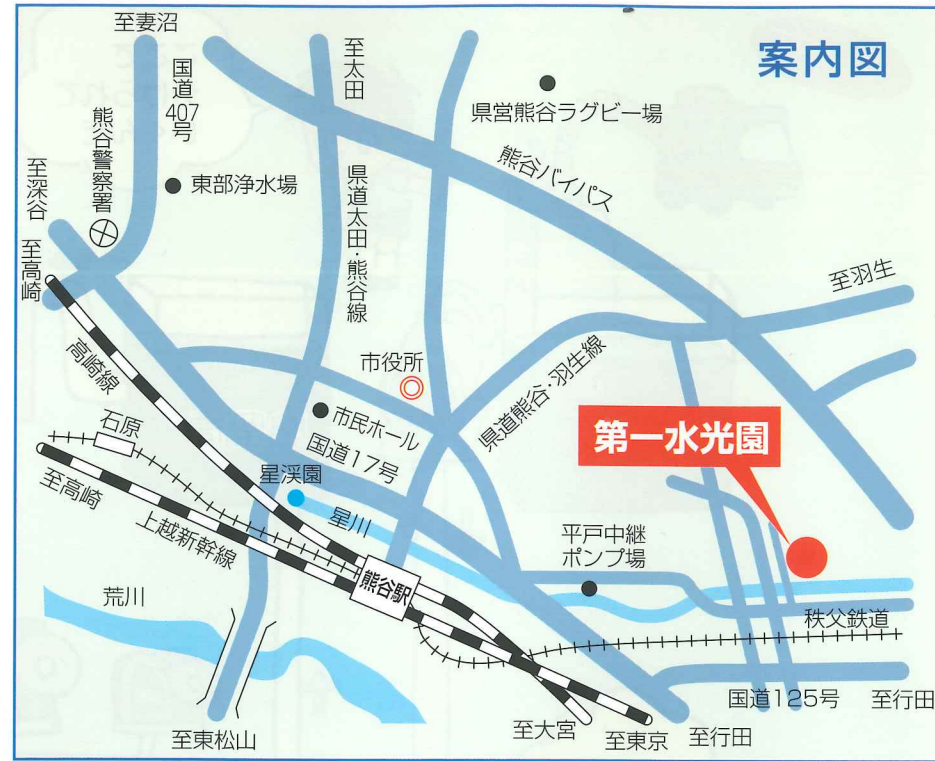 案内図
至妻沼
国道407号
至太田
県営熊谷ラグビー場
熊谷警察署
東部浄水場
熊谷バイパス
至深谷
至高崎
県道太田・熊谷線
至羽生
高崎線
市役所
県道熊谷・羽生線
石原
市民ホール
国道17号
第一水光園
至高崎
星渓園
星川
上越新幹線
平戸中継
ポンプ場
熊谷駅
荒川
秩父鉄道
国道125号
至行田
至東松山
至大宮
至東京
至行田